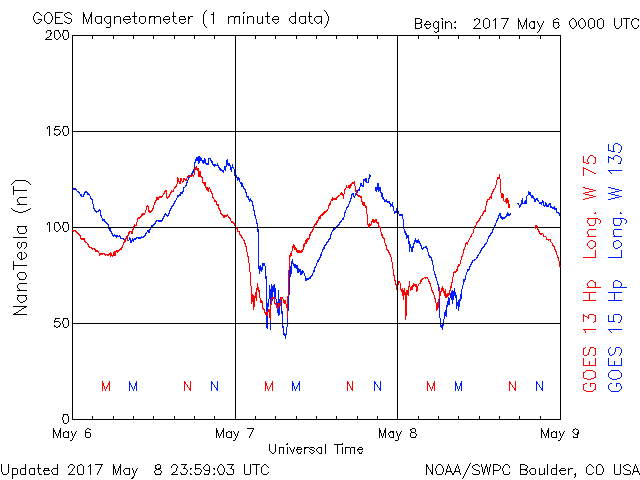 GOES Magnetometer (1 minute data)
Begin: 2017 May 6 0000 UTC
200
150
100
50
0
NanoTesla (nT)
M M N N M M N N M M N N
May 6 May 7 May 8 May 9
Universal Time
GOES 13 Hp Long. W 75
GOES 15 Hp Long. W 135
Updated 2017 May 8 23:59:03 UTC
NOAA/SWPC Boulder, CO USA